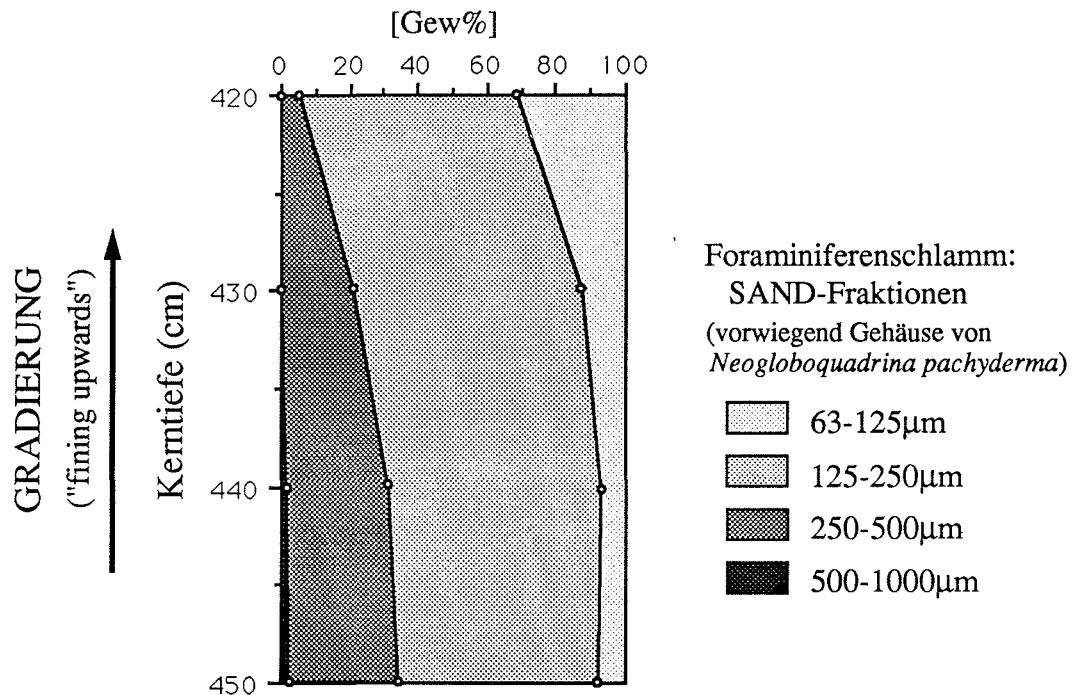 [Gew%]
0 20 40 60 80 100
420
430
440
450
Kerntiefe (cm)
GRADIERUNG
("fining upwards")
Foraminiferenschlamm:
SAND-Fraktionen
(vorwiegend Gehäuse von
Neogloboquadrina pachyderma)
63-125µm
125-250µm
250-500µm
500-1000µm